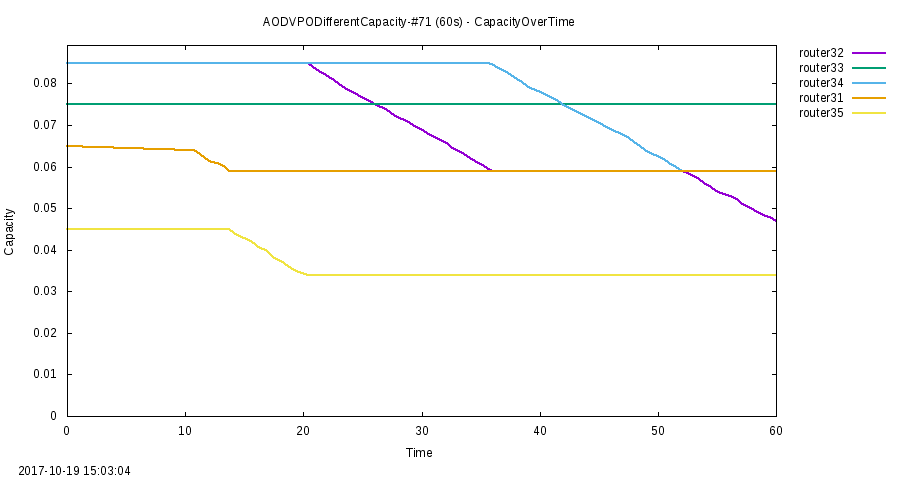 AODVPODifferentCapacity-#71 (60s) - CapacityOverTime
router32
router33
router34
router31
router35
0.08
0.07
0.06
0.05
0.04
0.03
0.02
0.01
0
Capacity
0 10 20 30 40 50 60
Time
2017-10-19 15:03:04